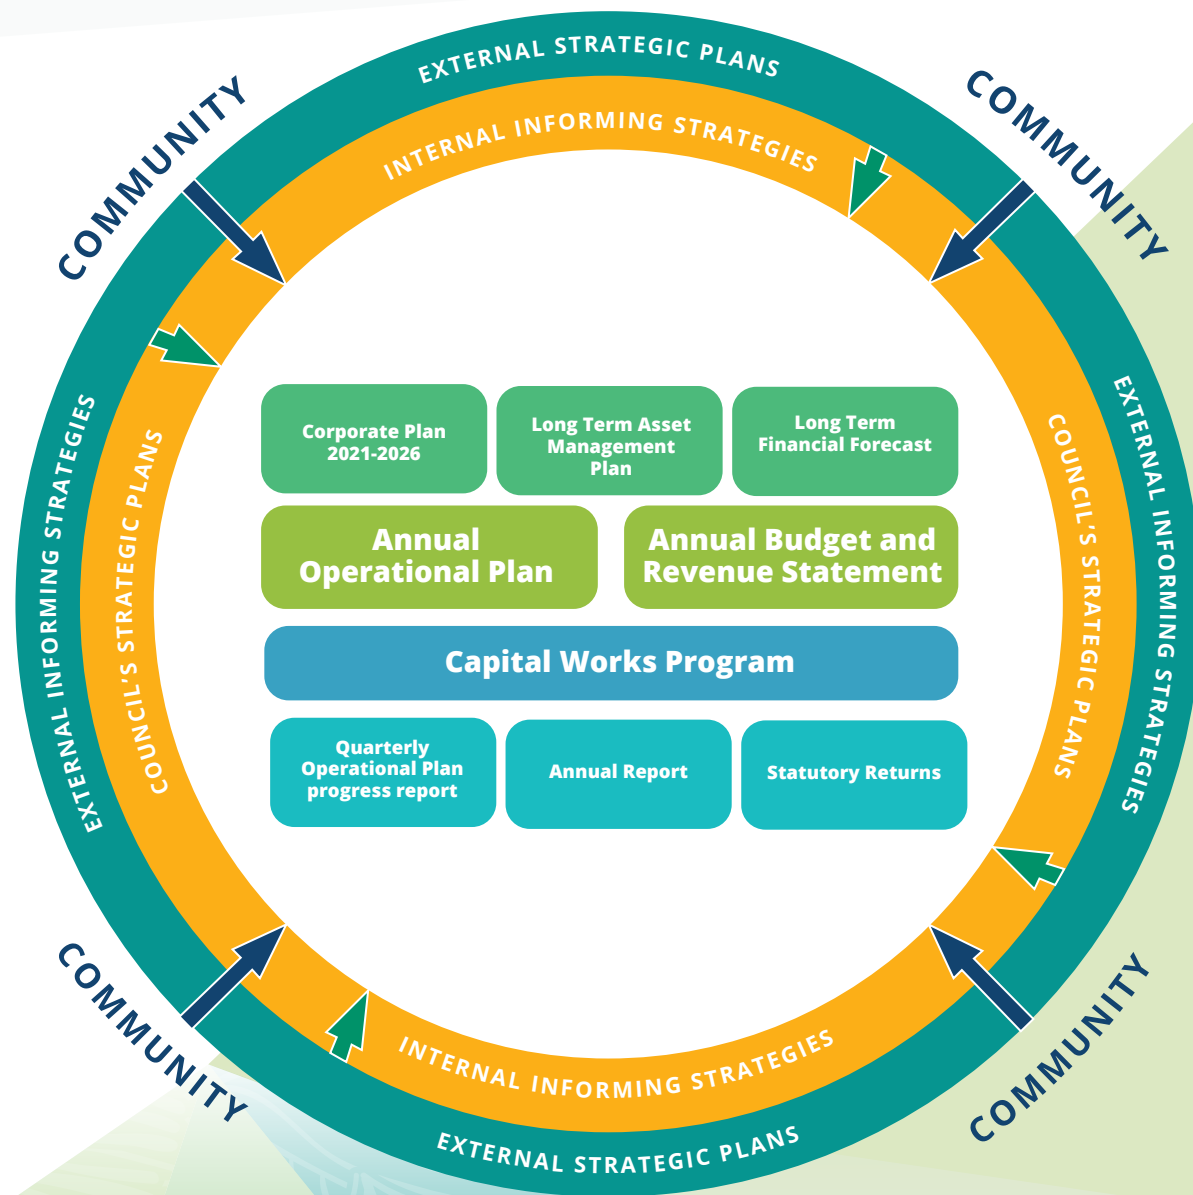 EXTERNAL STRATEGIC PLANS
COMMUNITY
COMMUNITY
INTERNAL INFORMING STRATEGIES
EXTERNAL INFORMING STRATEGIES
COUNCIL'S STRATEGIC PLANS
COUNCIL'S STRATEGIC PLANS
EXTERNAL INFORMING STRATEGIES
Corporate Plan
2021-2026
Long Term Asset
Management
Plan
Long Term
Financial Forecast
Annual
Operational Plan
Annual Budget and
Revenue Statement
Capital Works Program
Quarterly
Operational Plan
progress report
Annual Report
Statutory Returns
INTERNAL INFORMING STRATEGIES
COMMUNITY
COMMUNITY
EXTERNAL STRATEGIC PLANS